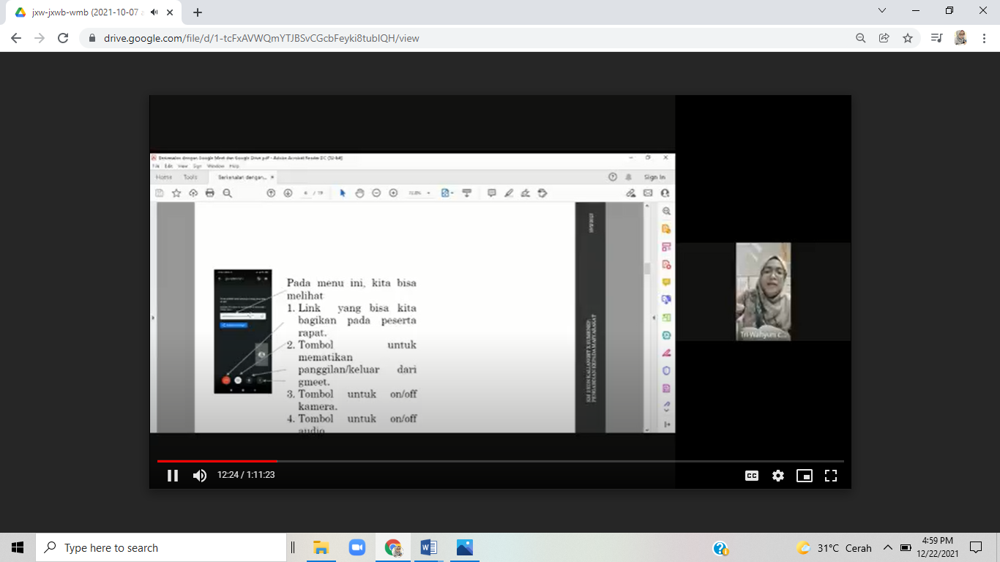 jxw-jxwb-wmb (2021-10-07 a
drive.google.com/file/d/1-tcFxAVWQmYTJBSvCGcbFeyki8tubIQH/view
Berkenalan dengan Google Meet dan Google Drive.pdf - Adobe Acrobat Reader DC (32-bit)
File Edit View Sign Window Help
Home Tools Berkenalan dengan... × Sign In
Pada menu ini, kita bisa
melihat
1. Link yang bisa kita
bagikan pada peserta
rapat.
2. Tombol untuk
mematikan
panggilan/keluar dari
gmeet.
3. Tombol untuk on/off
kamera.
4. Tombol untuk on/off
audio
PENGABDIAN KEPADA MASYARAKAT
Tri Wahyuni c...
12:24 / 1:11:23
CC
Type here to search
31°C Cerah
4:59 PM
12/22/2021